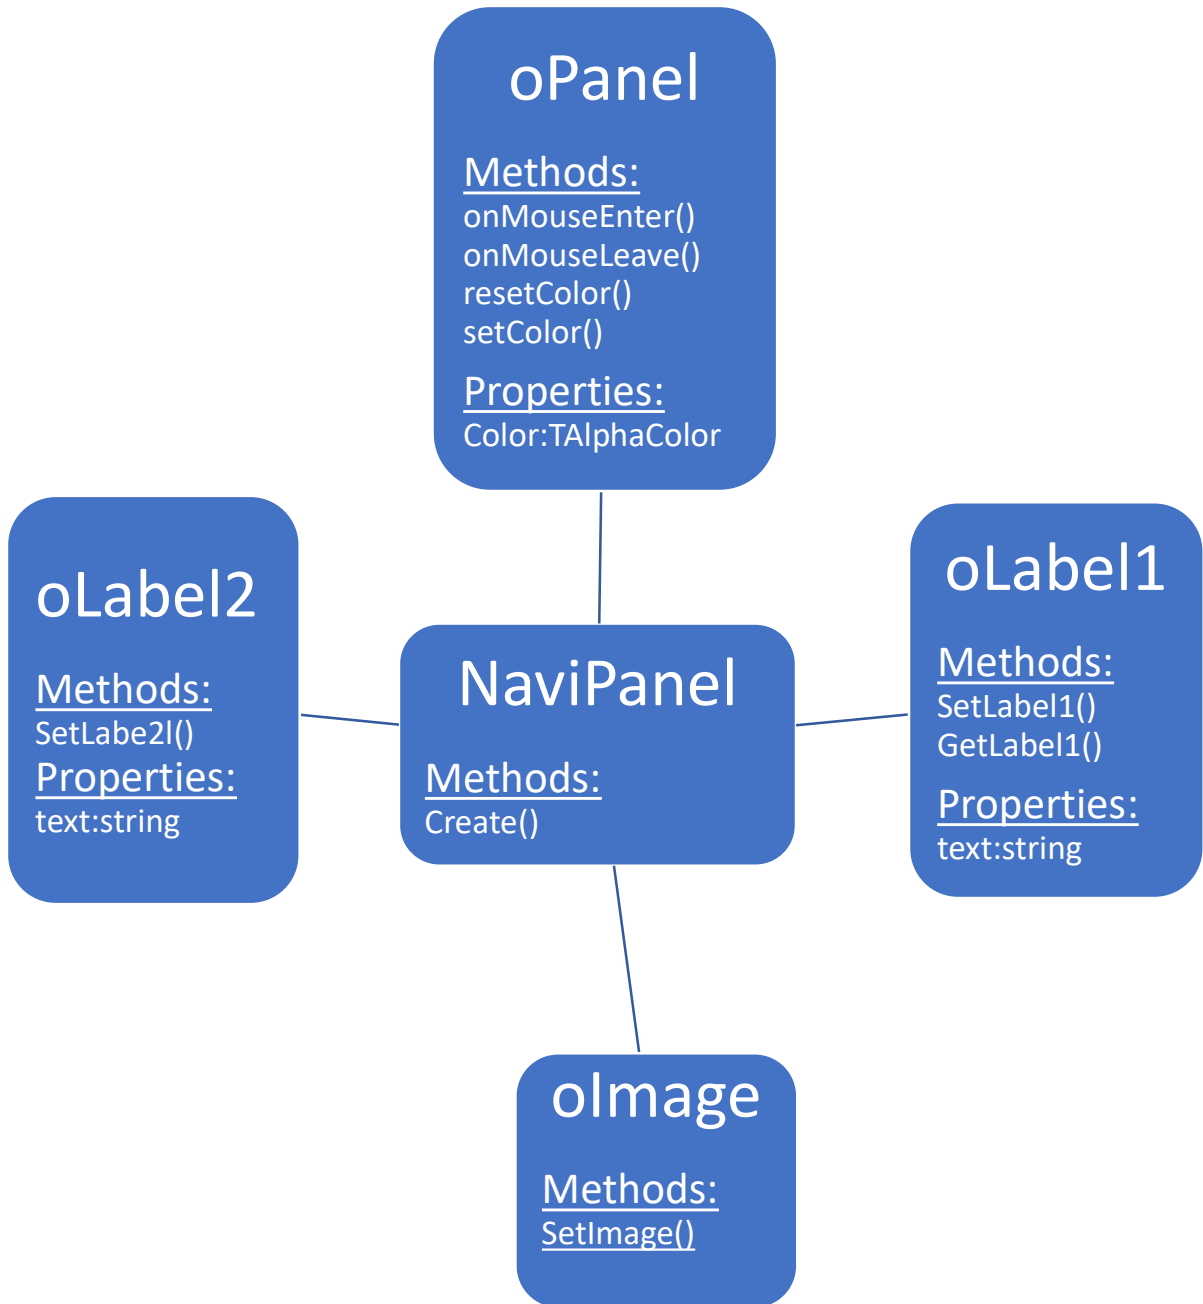 oPanel
Methods:
onMouseEnter()
onMouseLeave()
resetColor()
setColor()
Properties:
Color:TAlphaColor
oLabel2
Methods:
SetLabe2l()
Properties:
text:string
NaviPanel
Methods:
Create()
oLabel1
Methods:
SetLabel1()
GetLabel1()
Properties:
text:string
oImage
Methods:
SetImage()